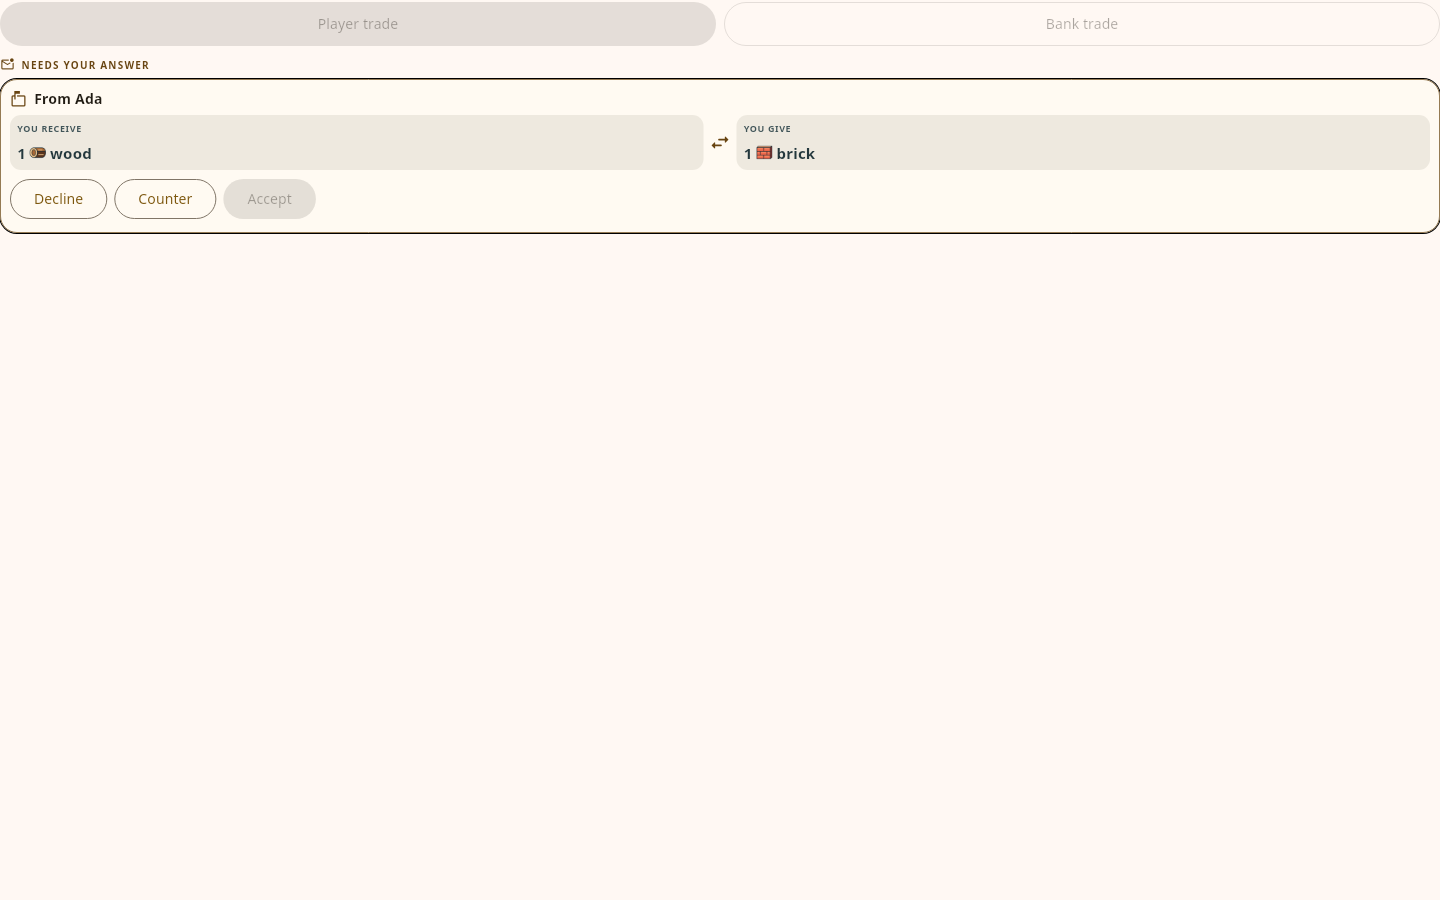 Player trade
Bank trade
NEEDS YOUR ANSWER
From Ada
YOU RECEIVE
1 wood
YOU GIVE
1 brick
Decline
Counter
Accept